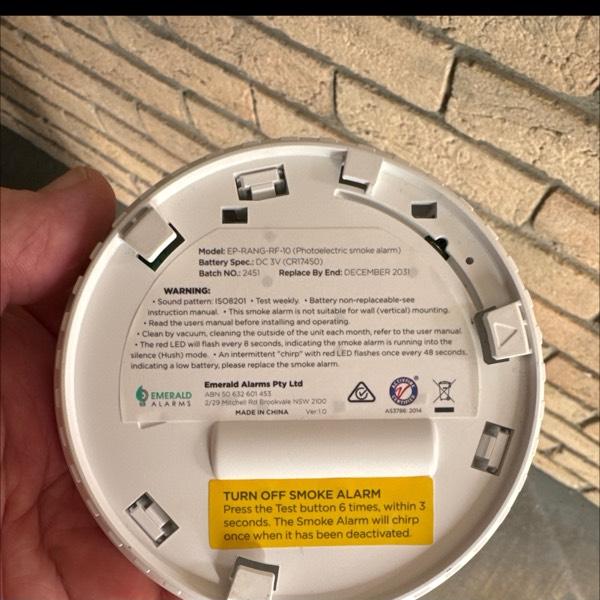 Model: EP-RANG-RF-10 (Photoelectric smoke alarm)
Battery Spec.: DC 3V (CR17450)
Batch NO.: 2451 Replace By End: DECEMBER 2031
WARNING:
• Sound pattern: ISO8201 • Test weekly. • Battery non-replaceable-see
instruction manual. • This smoke alarm is not suitable for wall (vertical) mounting.
• Read the users manual before installing and operating.
• Clean by vacuum, cleaning the outside of the unit each month, refer to the user manual.
• The red LED will flash every 8 seconds, indicating the smoke alarm is running into the
silence (Hush) mode. • An intermittent "chirp" with red LED flashes once every 48 seconds,
indicating a low battery, please replace the smoke alarm.
EMERALD
ALARMS
Emerald Alarms Pty Ltd
ABN 50 632 601 453
2/29 Mitchell Rd Brookvale NSW 2100
MADE IN CHINA Ver:1.0
AS3786: 2014
TURN OFF SMOKE ALARM
Press the Test button 6 times, within 3
seconds. The Smoke Alarm will chirp
once when it has been deactivated.